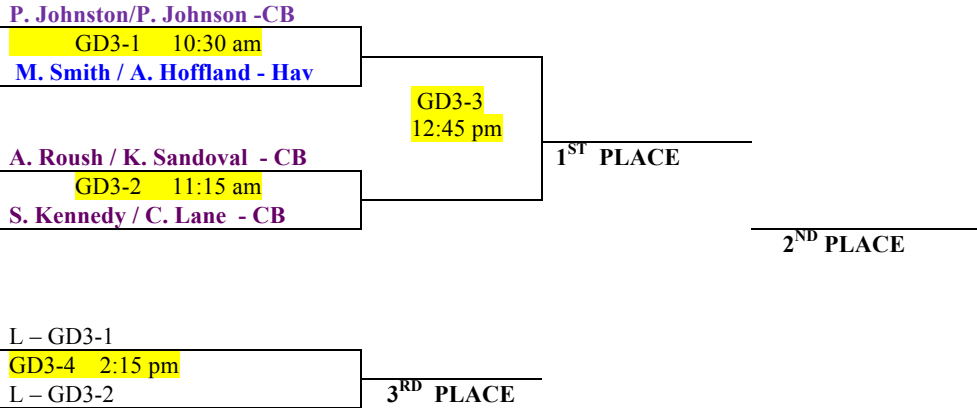 P. Johnston/P. Johnson -CB
GD3-1 10:30 am
M. Smith / A. Hoffland - Hav
GD3-3
12:45 pm
A. Roush / K. Sandoval - CB
1ST PLACE
GD3-2 11:15 am
S. Kennedy / C. Lane - CB
2ND PLACE
L – GD3-1
GD3-4 2:15 pm
L – GD3-2
3RD PLACE